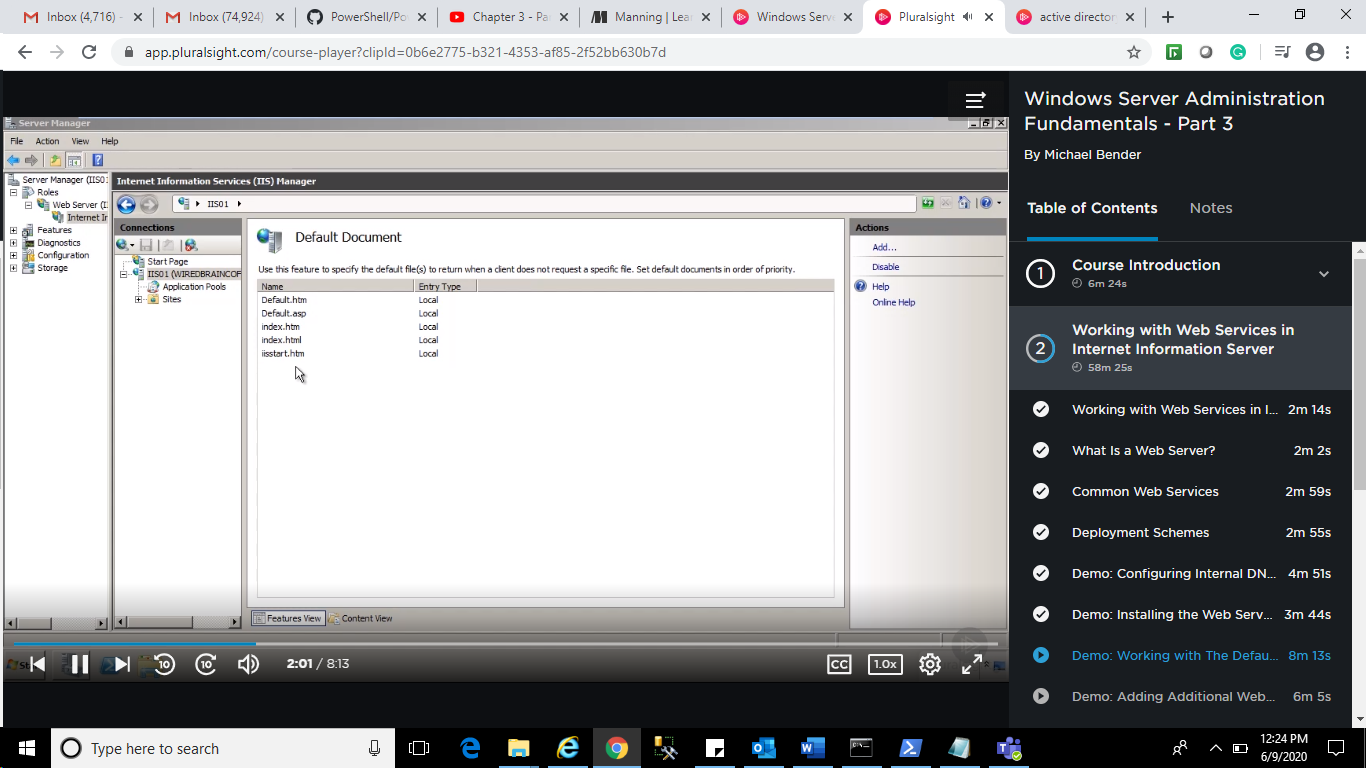 Inbox (4,716) -
Inbox (74,924)
PowerShell/Po
Chapter 3 - Pa
Manning | Lea
Windows Serve
Pluralsight
active director
app.pluralsight.com/course-player?clipId=0b6e2775-b321-4353-af85-2f52bb630b7d
Server Manager
File Action View Help
Server Manager (IIS01
Roles
Web Server (I
Internet Ir
Features
Diagnostics
Configuration
Storage
Internet Information Services (IIS) Manager
IIS01
Connections
Start Page
IIS01 (WIREDBRAINCOF
Application Pools
Sites
Default Document
Use this feature to specify the default file(s) to return when a client does not request a specific file. Set default documents in order of priority.
Name Entry Type
Default.htm Local
Default.asp Local
index.htm Local
index.html Local
iisstart.htm Local
Features View Content View
Actions
Add...
Disable
Help
Online Help
10 10 2:01 / 8:13 CC 1.0x
Windows Server Administration
Fundamentals - Part 3
By Michael Bender
Table of Contents Notes
1 Course Introduction
6m 24s
2 Working with Web Services in
Internet Information Server
58m 25s
Working with Web Services in I... 2m 14s
What Is a Web Server? 2m 2s
Common Web Services 2m 59s
Deployment Schemes 2m 55s
Demo: Configuring Internal DN... 4m 51s
Demo: Installing the Web Serv... 3m 44s
Demo: Working with The Defau... 8m 13s
Demo: Adding Additional Web... 6m 5s
Type here to search
12:24 PM
6/9/2020